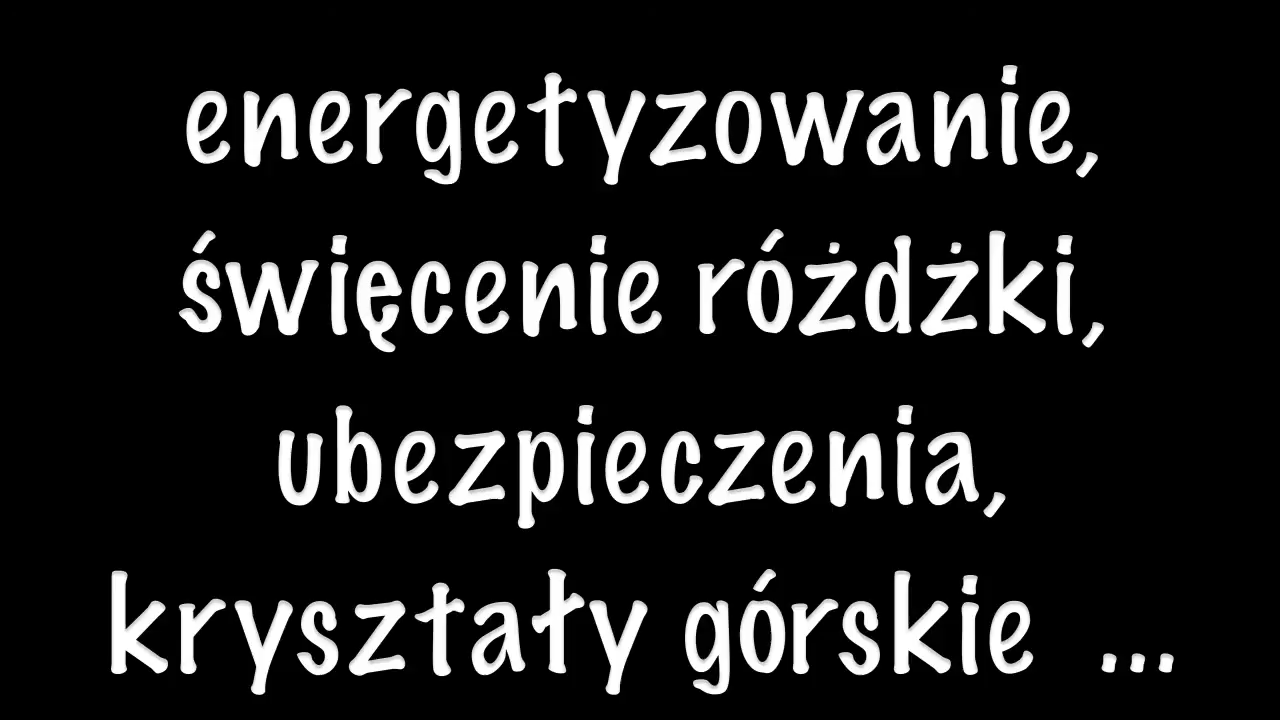 energetyzowanie,
święcenie różdżki,
ubezpieczenia,
kryształy górskie ...